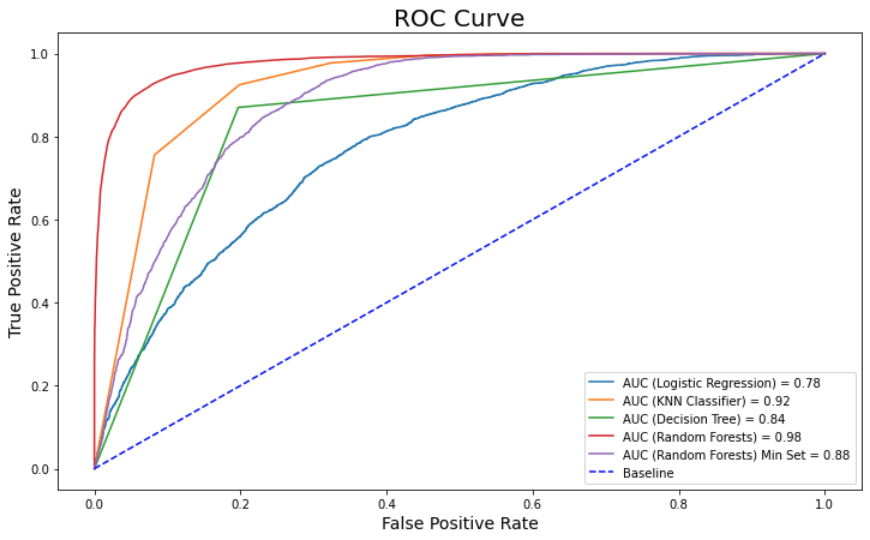 ROC Curve
True Positive Rate
1.0
0.8
0.6
0.4
0.2
0.0
AUC (Logistic Regression) = 0.78
AUC (KNN Classifier) = 0.92
AUC (Decision Tree) = 0.84
AUC (Random Forests) = 0.98
AUC (Random Forests) Min Set = 0.88
Baseline
0.0 0.2 0.4 0.6 0.8 1.0
False Positive Rate